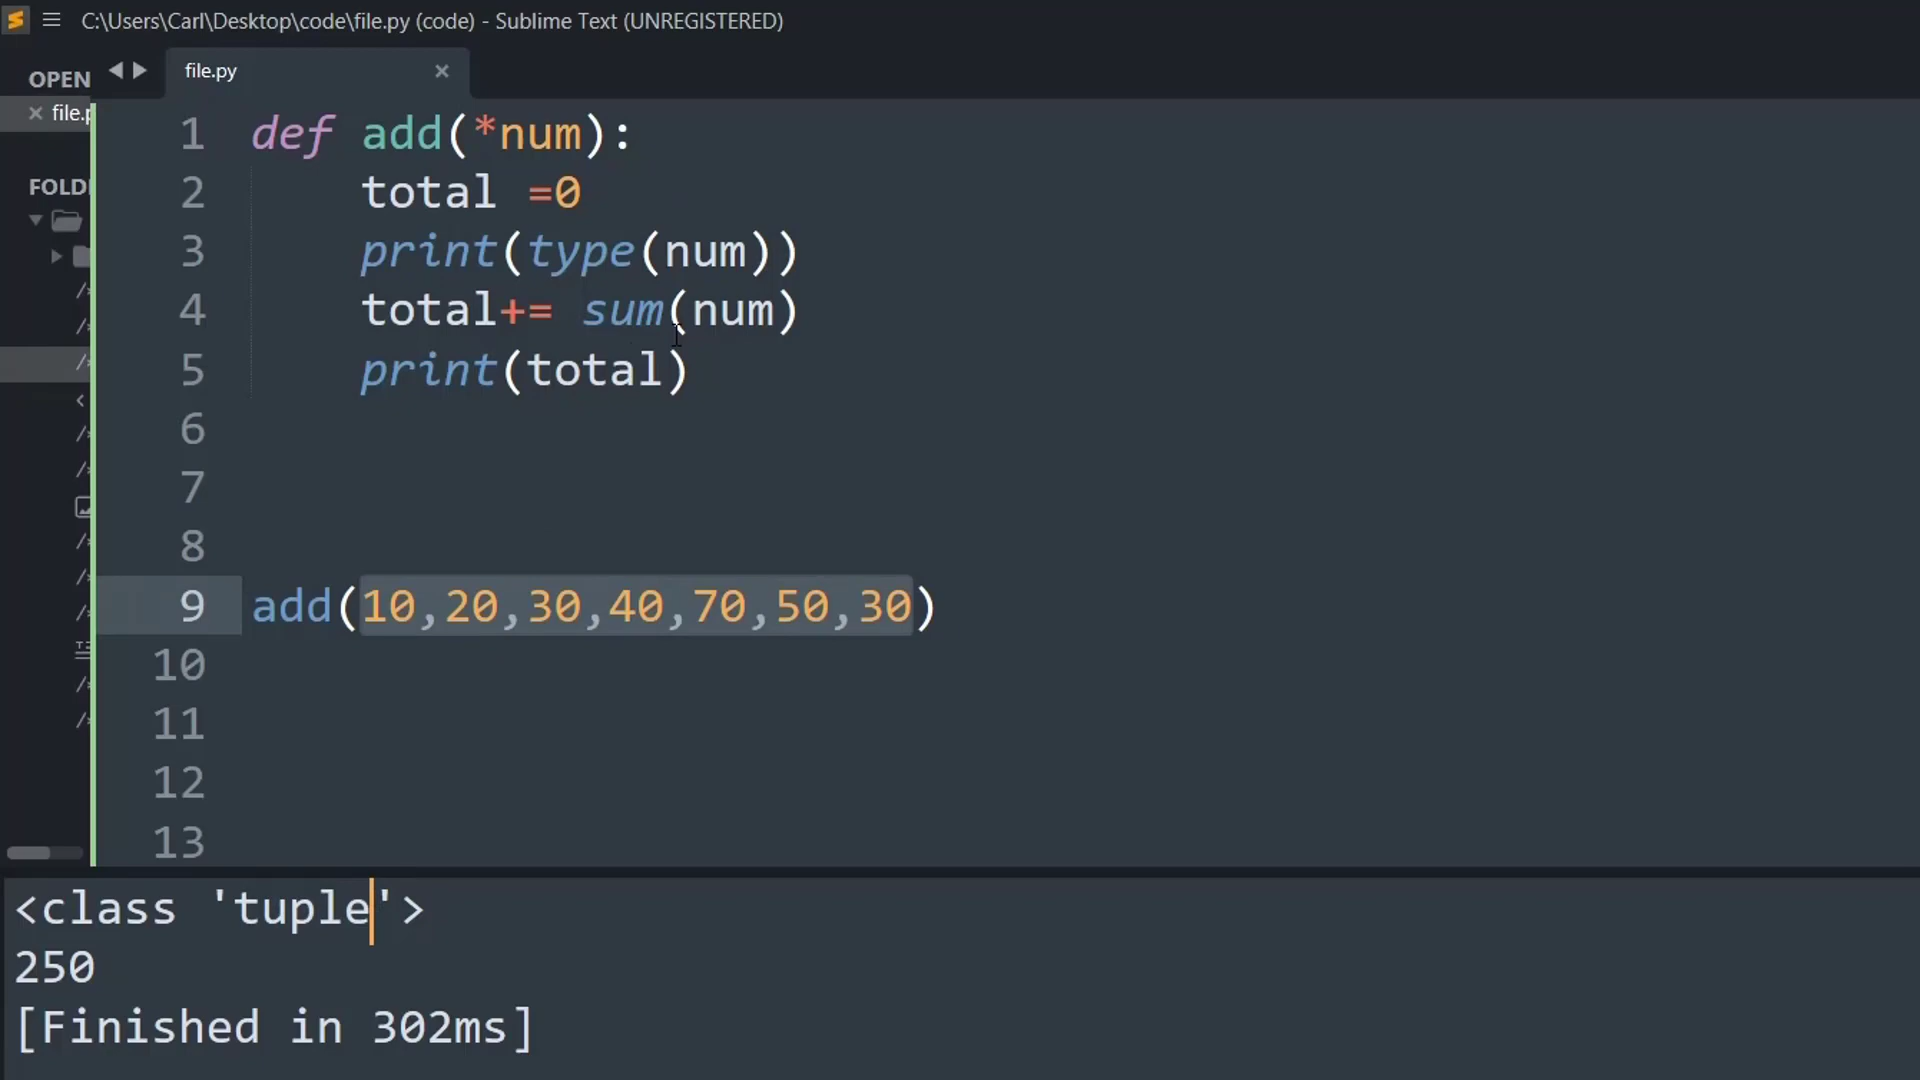 C:\Users\Carl\Desktop\code\file.py (code) - Sublime Text (UNREGISTERED)
OPEN
file.py
file.p
FOLD
1 def add(*num):
2 total =0
3 print(type(num))
4 total+= sum(num)
5 print(total)
6
7
8
9 add(10,20,30,40,70,50,30)
10
11
12
13
<class 'tuple'>
250
[Finished in 302ms]